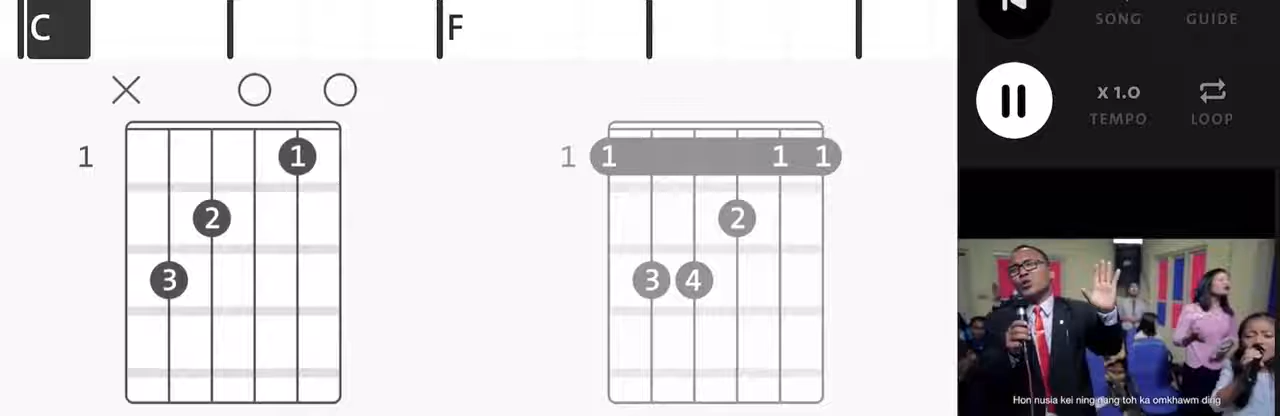 C
F
SONG
GUIDE
X 1.0
TEMPO
LOOP
1
1
2
3
1
1
1
1
2
3
4
Hon nusia kei ning nang toh ka omkhawm ding